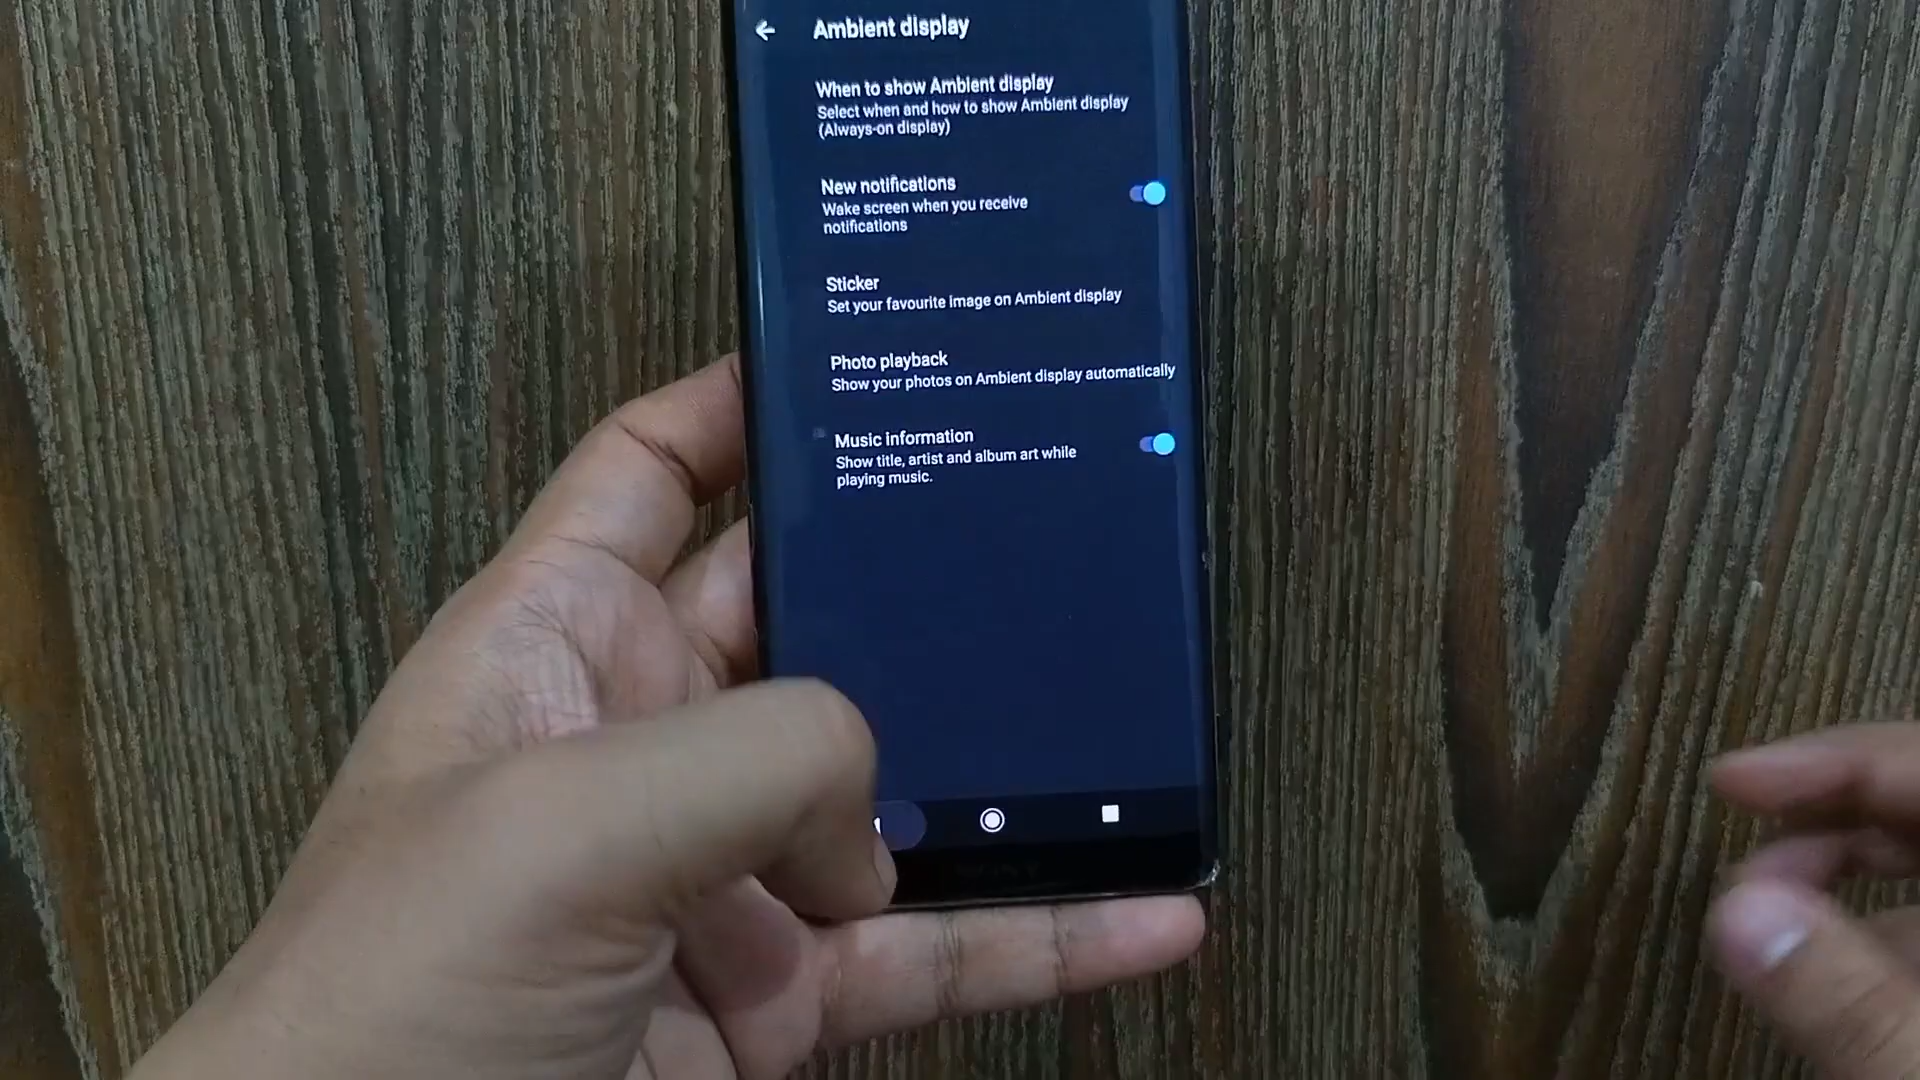 Ambient display
When to show Ambient display
Select when and how to show Ambient display
(Always-on display)
New notifications
Wake screen when you receive
notifications
Sticker
Set your favourite image on Ambient display
Photo playback
Show your photos on Ambient display automatically
Music information
Show title, artist and album art while
playing music.
SONY